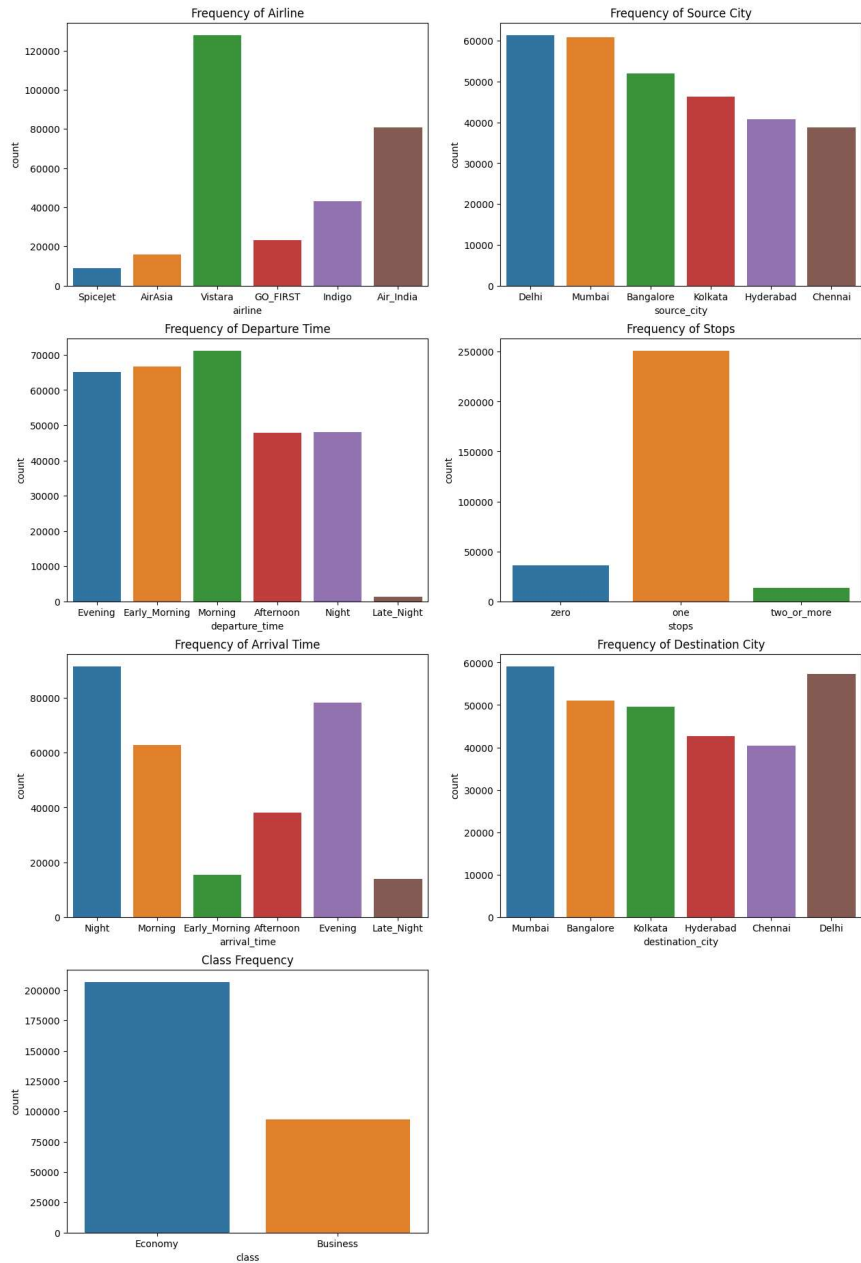 Frequency of Airline
120000
100000
80000
60000
40000
20000
0
count
SpiceJet AirAsia Vistara GO_FIRST Indigo Air_India
airline
Frequency of Source City
60000
50000
40000
30000
20000
10000
0
count
Delhi Mumbai Bangalore Kolkata Hyderabad Chennai
source_city
Frequency of Departure Time
70000
60000
50000
40000
30000
20000
10000
0
count
Evening Early_Morning Morning Afternoon Night Late_Night
departure_time
Frequency of Stops
250000
200000
150000
100000
50000
0
count
zero one two_or_more
stops
Frequency of Arrival Time
80000
60000
40000
20000
0
count
Night Morning Early_Morning Afternoon Evening Late_Night
arrival_time
Frequency of Destination City
60000
50000
40000
30000
20000
10000
0
count
Mumbai Bangalore Kolkata Hyderabad Chennai Delhi
destination_city
Class Frequency
200000
175000
150000
125000
100000
75000
50000
25000
0
count
Economy Business
class